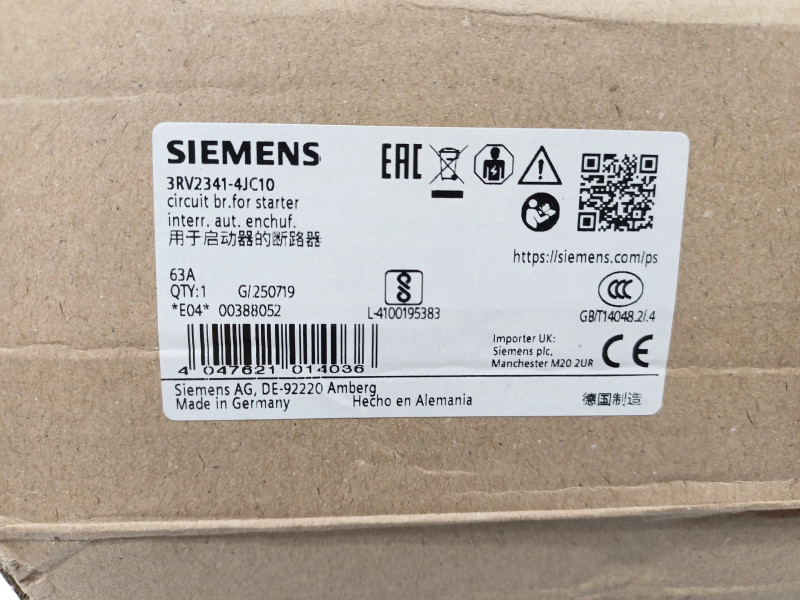 SIEMENS
EAC
3RV2341-4JC10
circuit br.for starter
interr. aut. enchuf.
用于启动器的断路器
https://siemens.com/ps
63A
QTY:1 G/250719
*E04* 00388052
L-4100195383
CCC
GB/T14048.2/.4
4 047621 014036
Importer UK:
Siemens plc,
Manchester M20 2UR
CE
Siemens AG, DE-92220 Amberg
Made in Germany Hecho en Alemania
德国制造